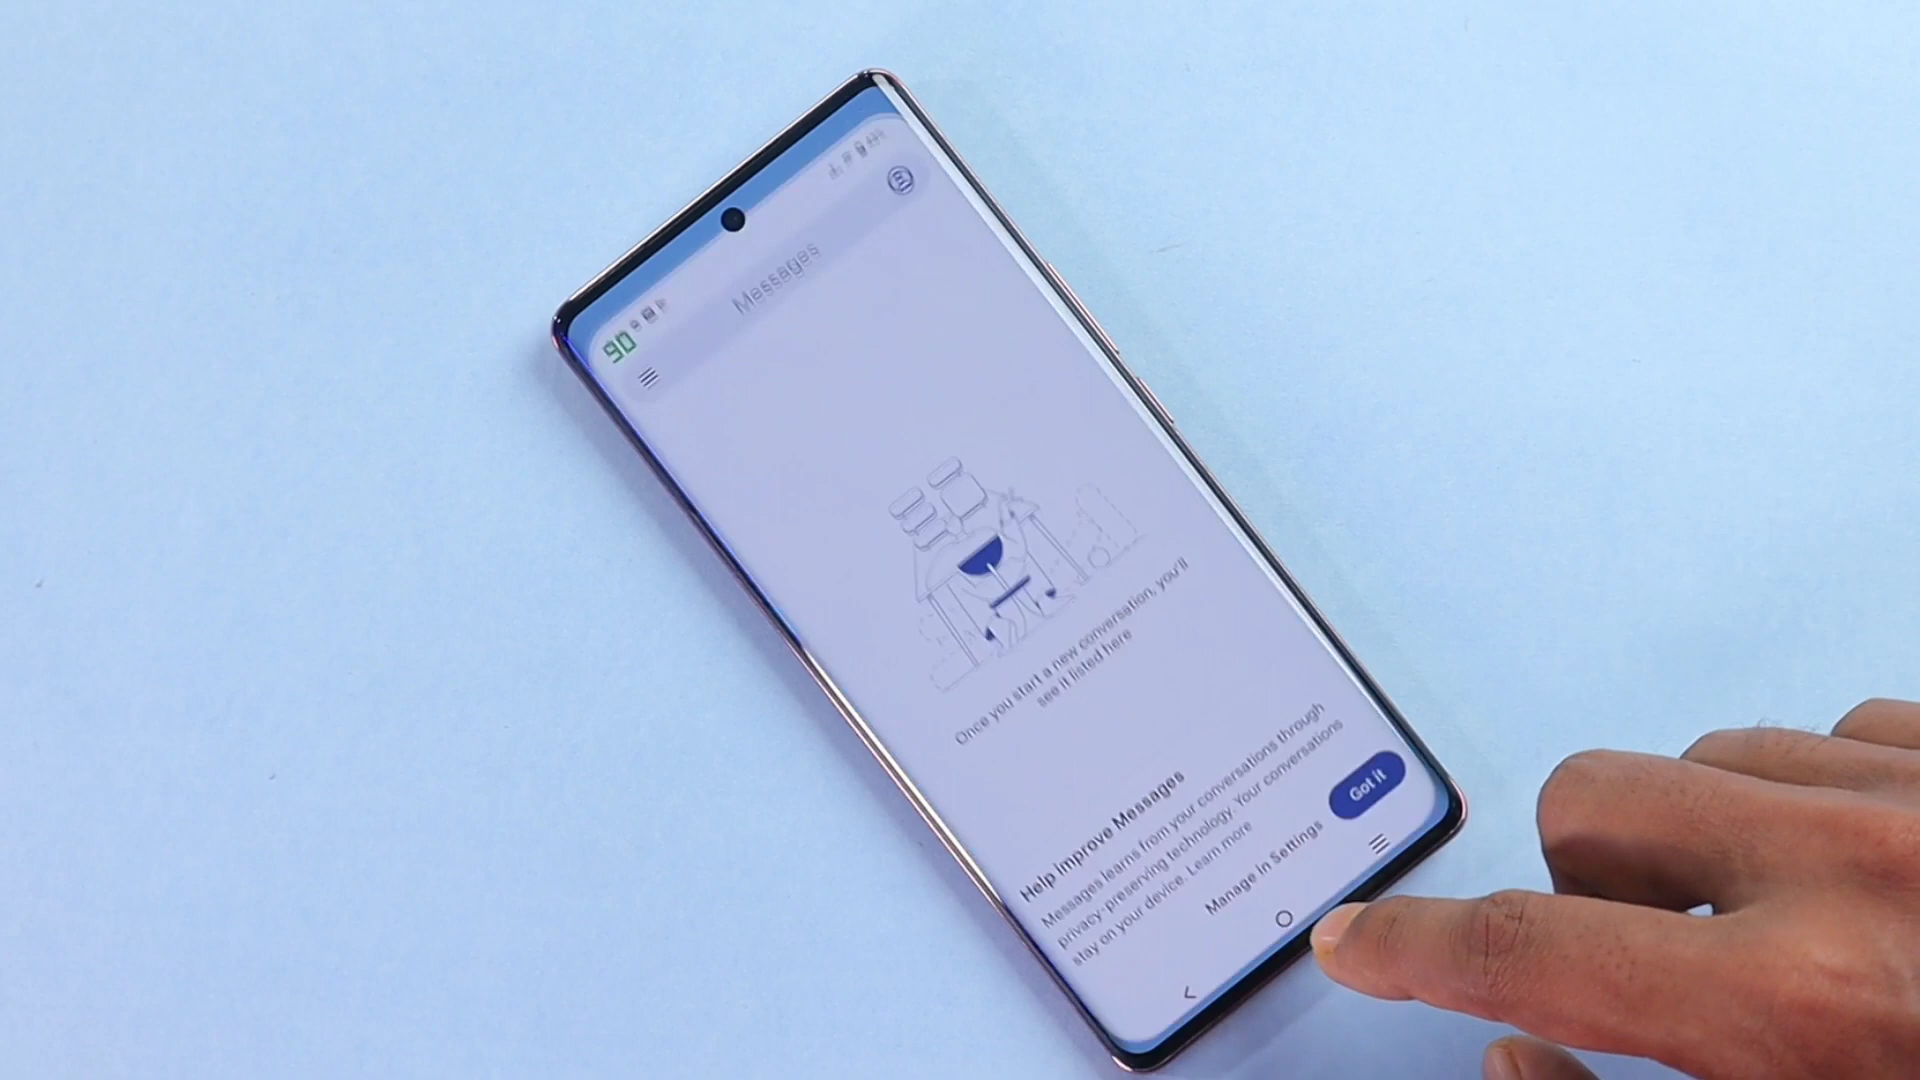 90
Messages
Once you start a new conversation, you'll
see it listed here
Help improve Messages
Messages learns from your conversations through
privacy-preserving technology. Your conversations
stay on your device. Learn more
Manage in Settings
Got it